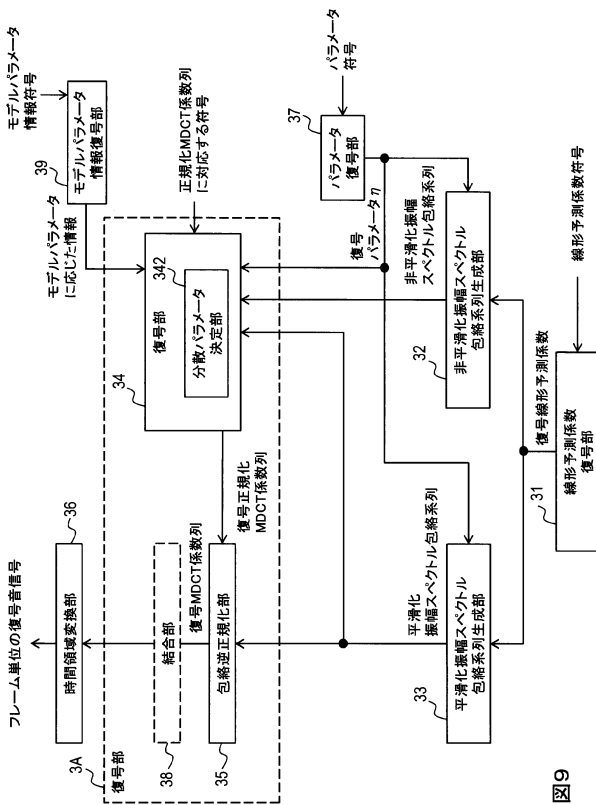 モデルパラメータ
情報符号
39
モデルパラメータ
情報復号部
モデルパラメータ
に応じた情報
正規化MDCT係数列
に対応する符号
パラメータ
符号
37
パラメータ
復号部
復号
パラメータη
34
復号部
342
分散パラメータ
決定部
非平滑化振幅
スペクトル包絡系列
32
非平滑化振幅スペクトル
包絡系列生成部
線形予測係数符号
31
線形予測係数
復号部
復号線形予測係数
33
平滑化振幅スペクトル
包絡系列生成部
平滑化
振幅スペクトル包絡系列
復号正規化
MDCT係数列
3A
復号部
35
包絡逆正規化部
復号MDCT係数列
38
結合部
36
時間領域変換部
フレーム単位の復号音信号
図9